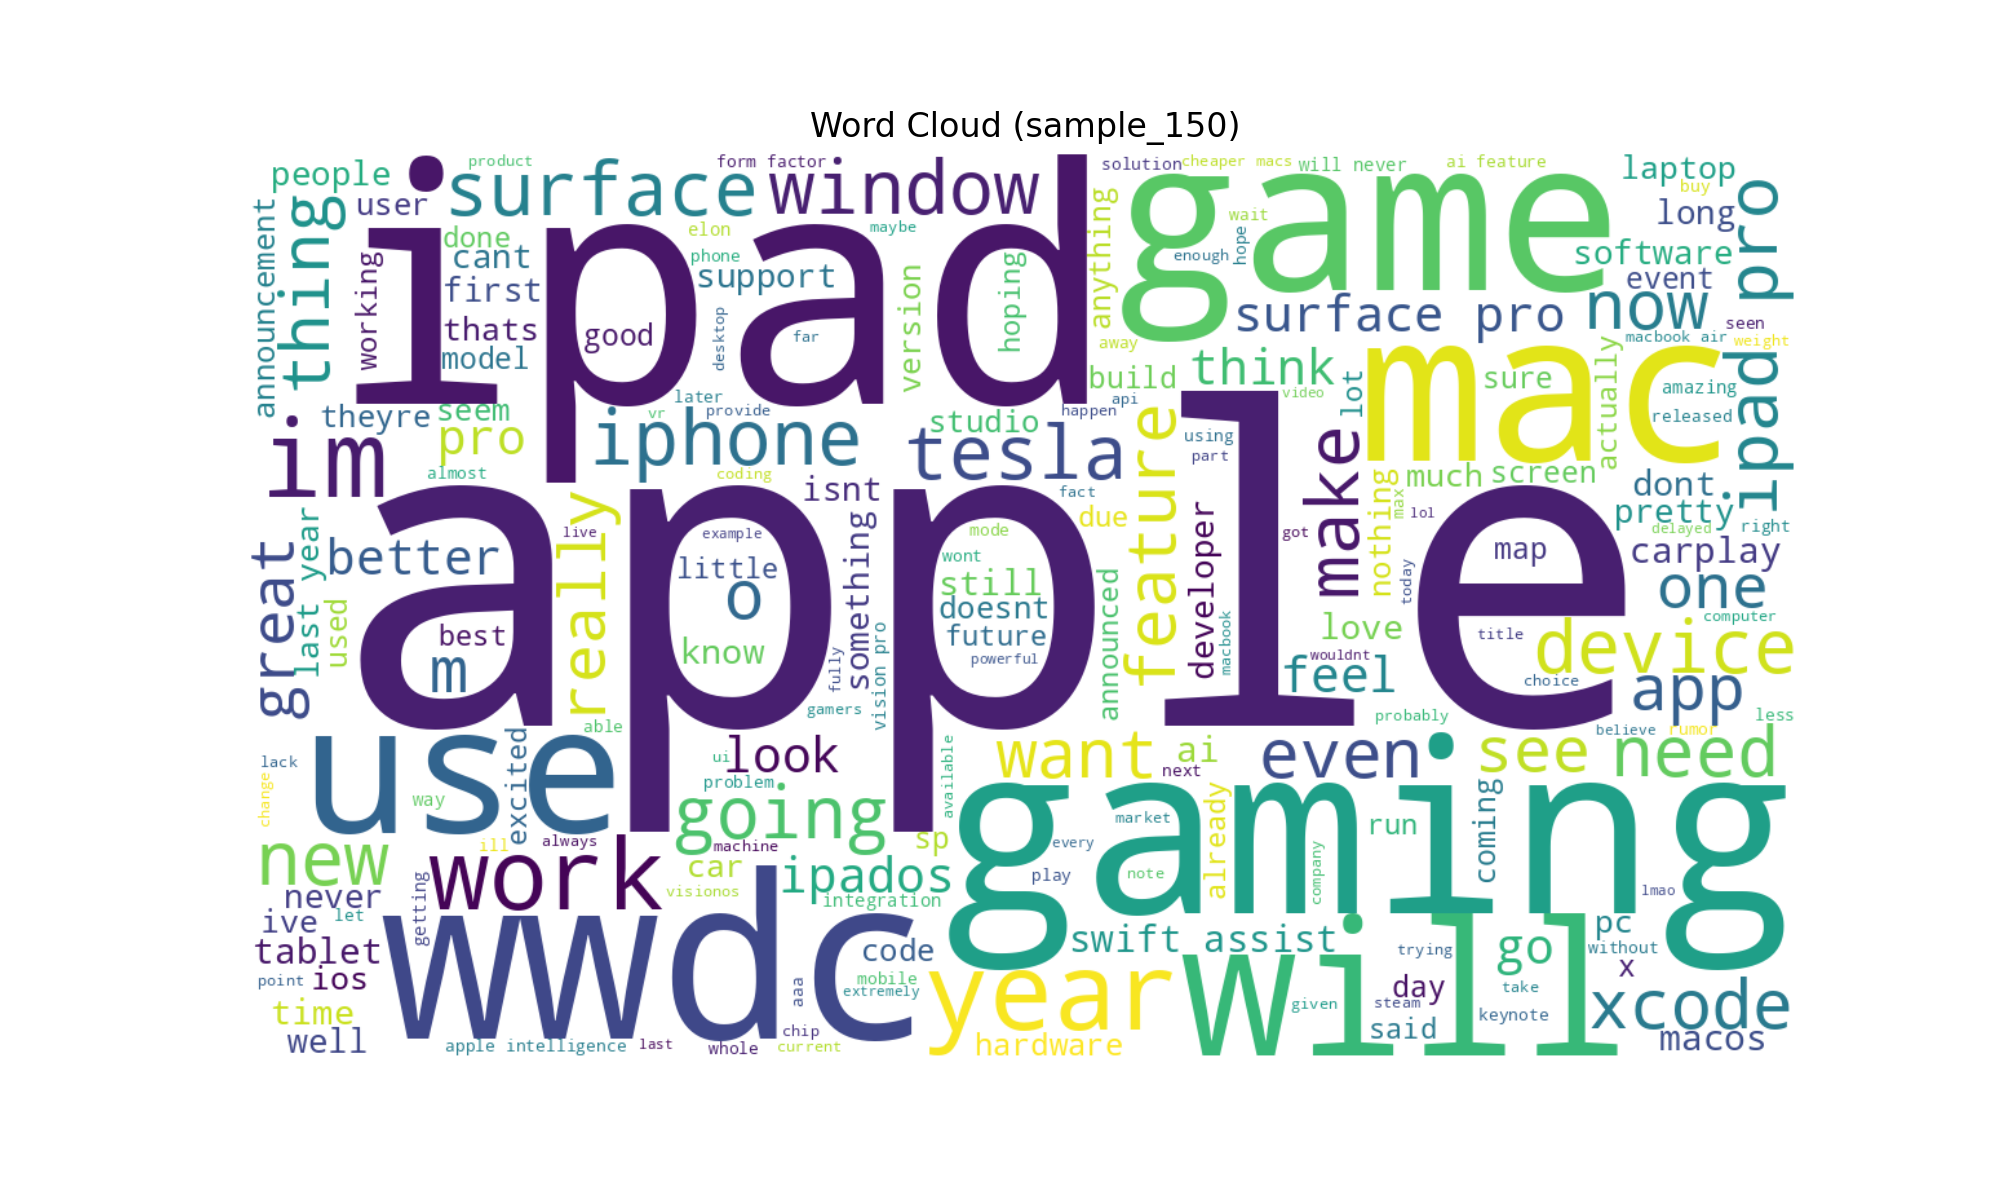 Word Cloud (sample_150)
people
product
form factor
solution
cheaper macs
will never
ai feature
laptop
buy
surface
window
game
user
thing
announcement
ipad
long
pro
done
elon
maybe
wait
hope
enough
software
cant
phone
support
anything
event
working
first
version
hoping
surface pro
now
thats
good
desktop
far
model
away
macbook air
seen
weight
build
think
mac
sure
actually
video
lot
amazing
released
ipad pro
later
api
theyre
seem
vr
provide
happen
studio
im
pro
iphone
tesla
feature
using
part
make
much
screen
almost
coding
isnt
fact
nothing
max
lol
dont
pretty
delayed
right
apple
due
developer
got
map
carplay
great
last year
better
really
live
example
mode
little
something
wont
still
announced
today
one
used
o
doesnt
future
love
title
computer
best
know
powerful
macbook
wouldnt
device
m
fully
vision pro
feel
choice
app
gamers
probably
less
able
believe
rumor
use
excited
look
ui
want
ai
even
see
need
lack
problem
available
next
change
way
going
gaming
coming
market
already
run
new
ill
always
machine
sp
every
work
car
ipados
play
note
company
lmao
never
visionos
integration
getting
ive
let
wwdc
code
swift assist
will
pc
go
trying
without
tablet
point
ios
aaa
mobile
extremely
year
day
x
take
xcode
time
given
steam
keynote
chip
said
well
apple intelligence
last
whole
current
hardware
macos